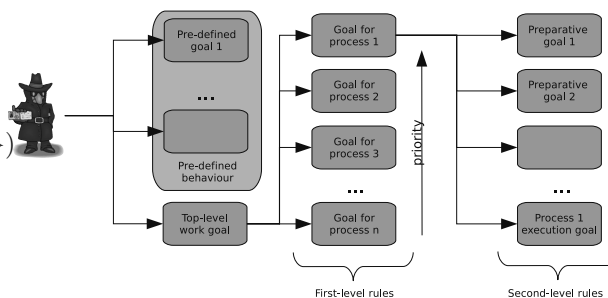 Pre-defined
goal 1
...
Pre-defined
behaviour
Top-level
work goal
Goal for
process 1
Goal for
process 2
Goal for
process 3
...
Goal for
process n
priority
First-level rules
Preparative
goal 1
Preparative
goal 2
...
Process 1
execution goal
Second-level rules